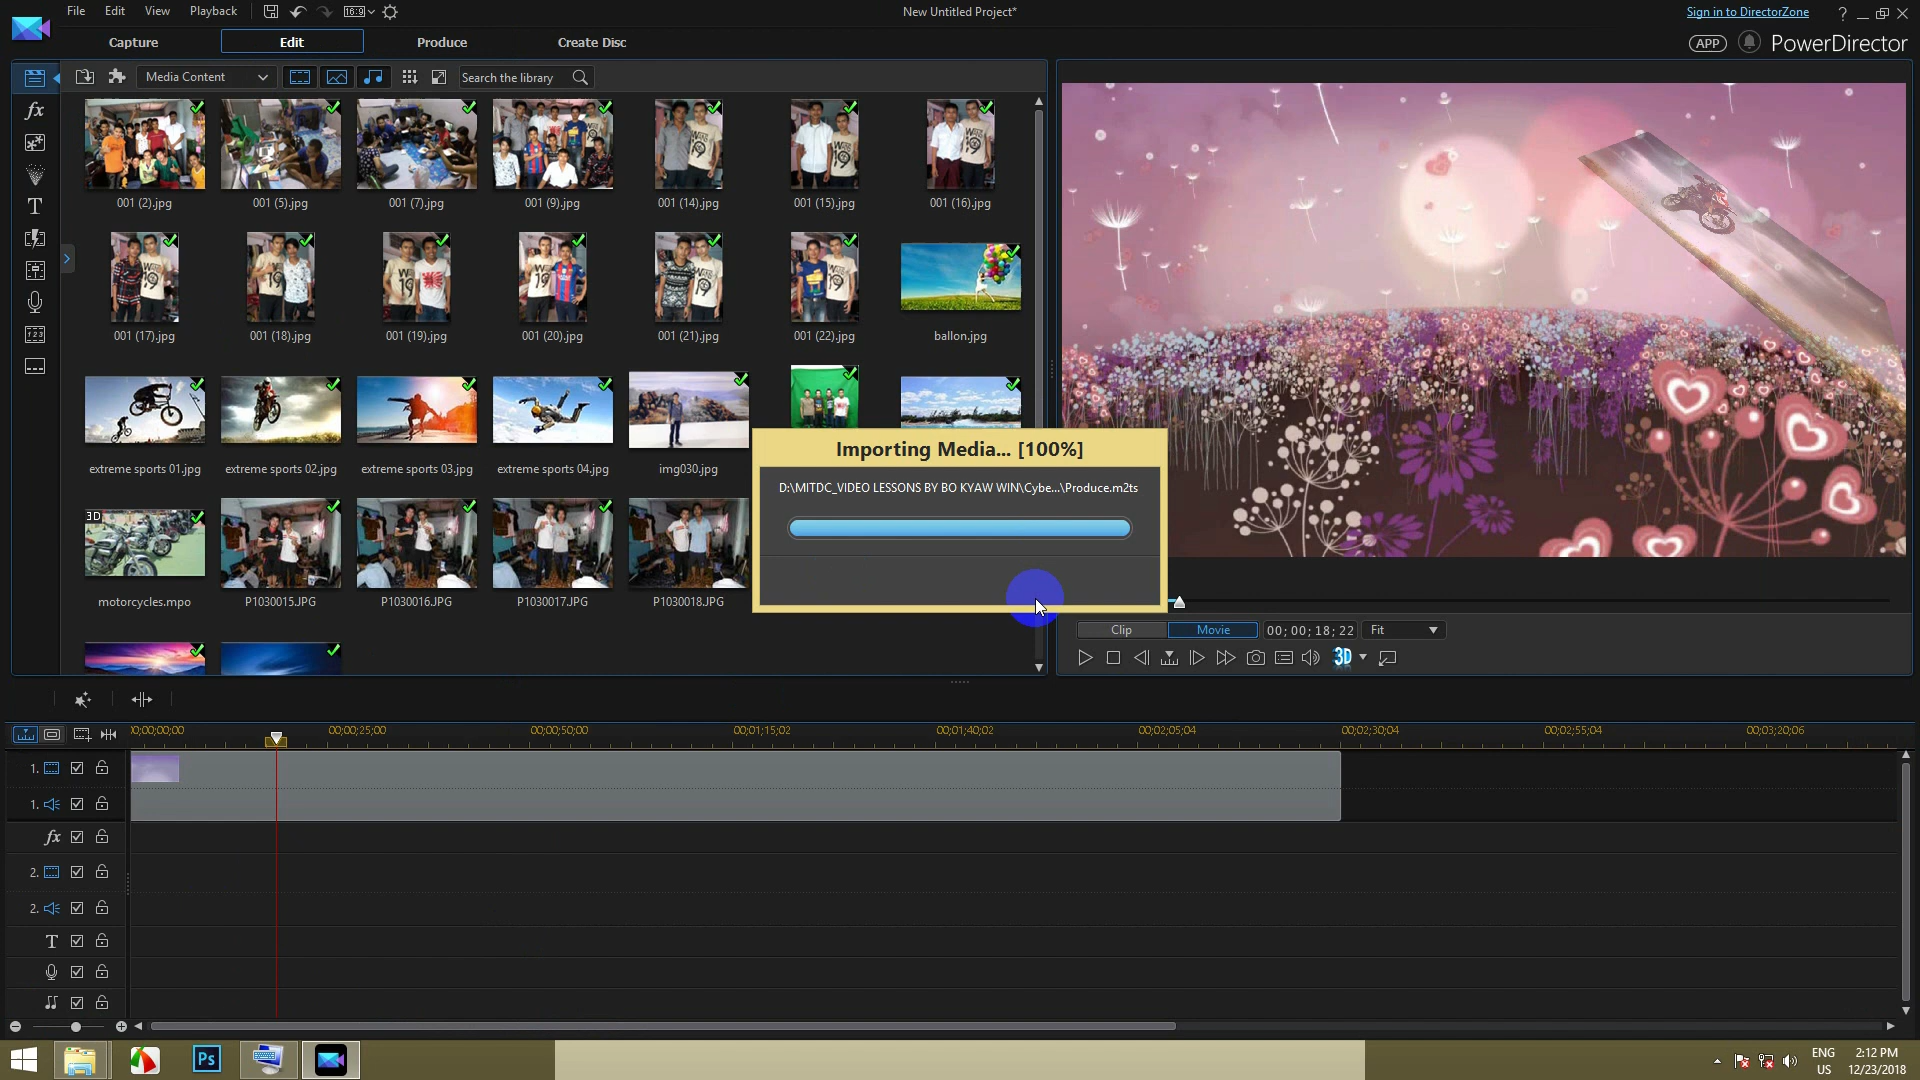 File Edit View Playback 16:9 New Untitled Project* Sign in to DirectorZone ?
Capture Edit Produce Create Disc APP PowerDirector
Media Content Search the library
001 (2).jpg 001 (5).jpg 001 (7).jpg 001 (9).jpg 001 (14).jpg 001 (15).jpg 001 (16).jpg
001 (17).jpg 001 (18).jpg 001 (19).jpg 001 (20).jpg 001 (21).jpg 001 (22).jpg ballon.jpg
extreme sports 01.jpg extreme sports 02.jpg extreme sports 03.jpg extreme sports 04.jpg img030.jpg
Importing Media... [100%]
D:\MITDC_VIDEO LESSONS BY BO KYAW WIN\Cybe...\Produce.m2ts
3D
motorcycles.mpo P1030015.JPG P1030016.JPG P1030017.JPG P1030018.JPG
Clip Movie 00; 00; 18; 22 Fit
3D
00;00;00;00 00;00;25;00 00;00;50;00 00;01;15;02 00;01;40;02 00;02;05;04 00;02;30;04 00;02;55;04 00;03;20;06
1.
1.
fx
2.
2.
T
Ps
ENG 2:12 PM
US 12/23/2018